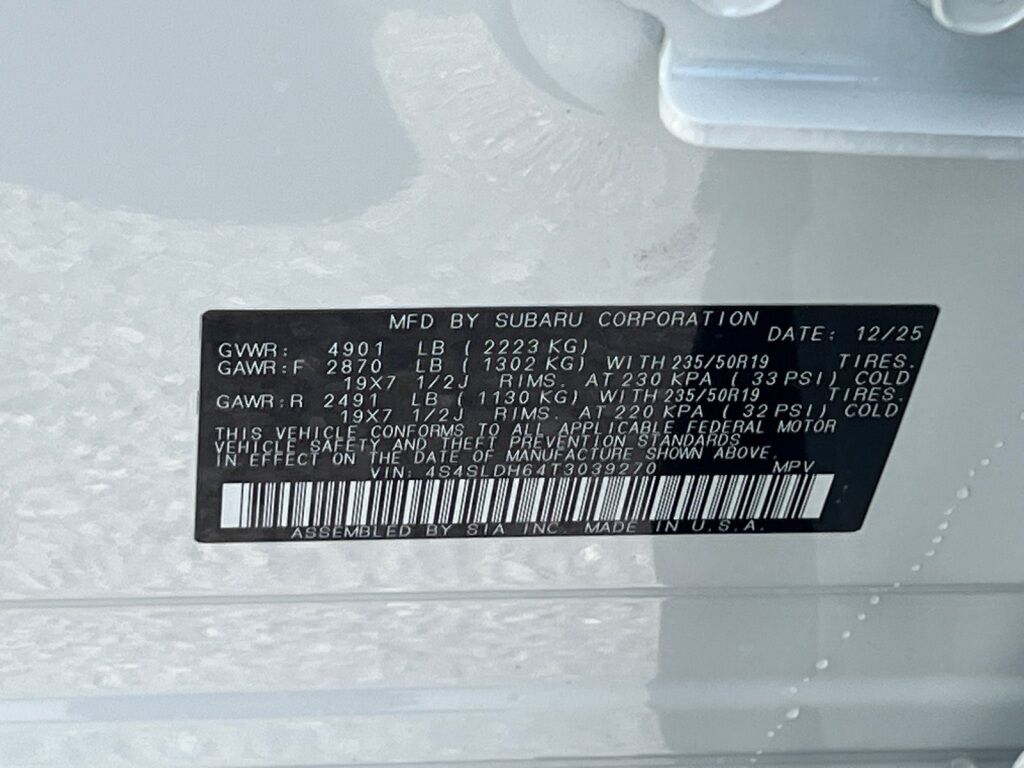 MFD BY SUBARU CORPORATION
DATE: 12/25
GVWR: 4901 LB ( 2223 KG)
GAWR:F 2870 LB ( 1302 KG) WITH 235/50R19 TIRES.
19X7 1/2J RIMS. AT 230 KPA ( 33 PSI) COLD
GAWR:R 2491 LB ( 1130 KG) WITH 235/50R19 TIRES.
19X7 1/2J RIMS. AT 220 KPA ( 32 PSI) COLD
THIS VEHICLE CONFORMS TO ALL APPLICABLE FEDERAL MOTOR
VEHICLE SAFETY AND THEFT PREVENTION STANDARDS
IN EFFECT ON THE DATE OF MANUFACTURE SHOWN ABOVE.
VIN: 4S4SLDH64T3039270 MPV
ASSEMBLED BY SIA INC. MADE IN U.S.A.